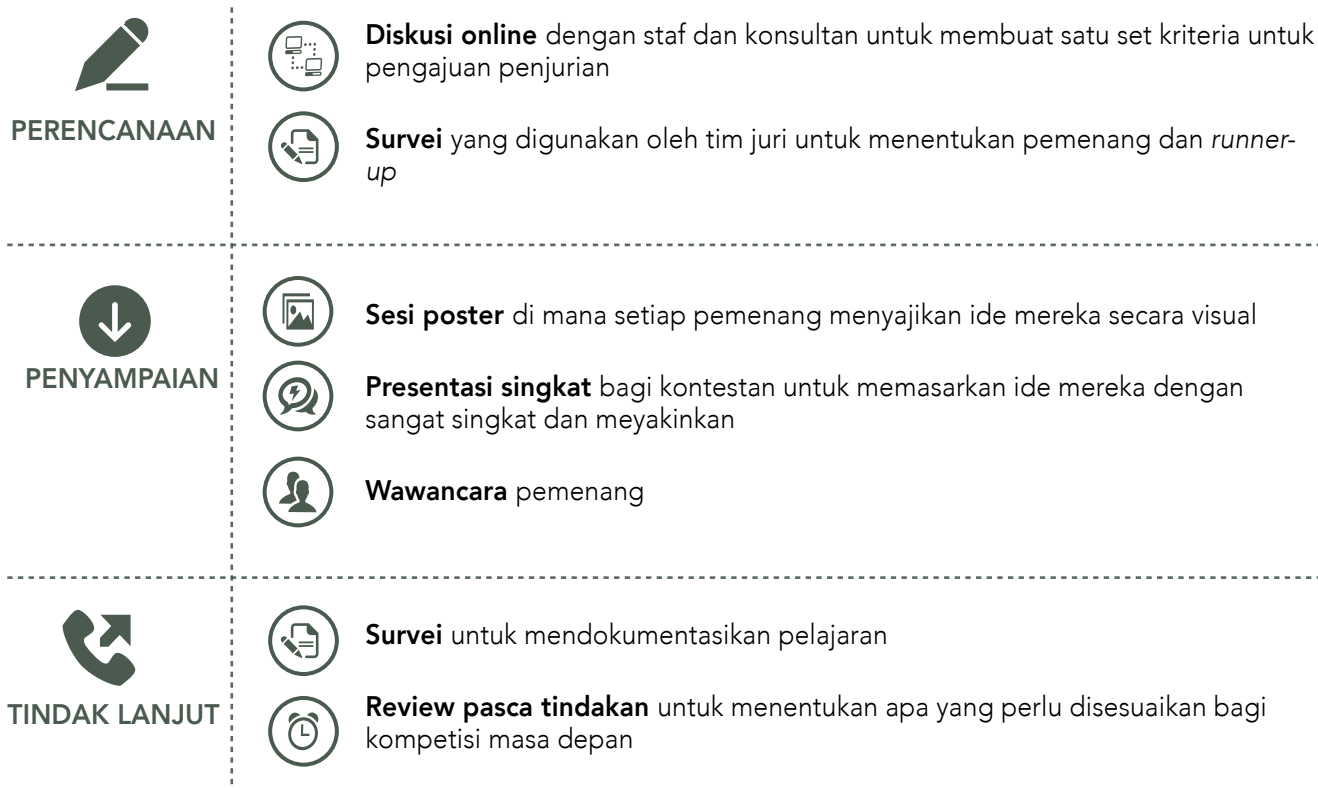 PERENCANAAN
Diskusi online dengan staf dan konsultan untuk membuat satu set kriteria untuk
pengajuan penjurian
Survei yang digunakan oleh tim juri untuk menentukan pemenang dan runner-
up
PENYAMPAIAN
Sesi poster di mana setiap pemenang menyajikan ide mereka secara visual
Presentasi singkat bagi kontestan untuk memasarkan ide mereka dengan
sangat singkat dan meyakinkan
Wawancara pemenang
TINDAK LANJUT
Survei untuk mendokumentasikan pelajaran
Review pasca tindakan untuk menentukan apa yang perlu disesuaikan bagi
kompetisi masa depan